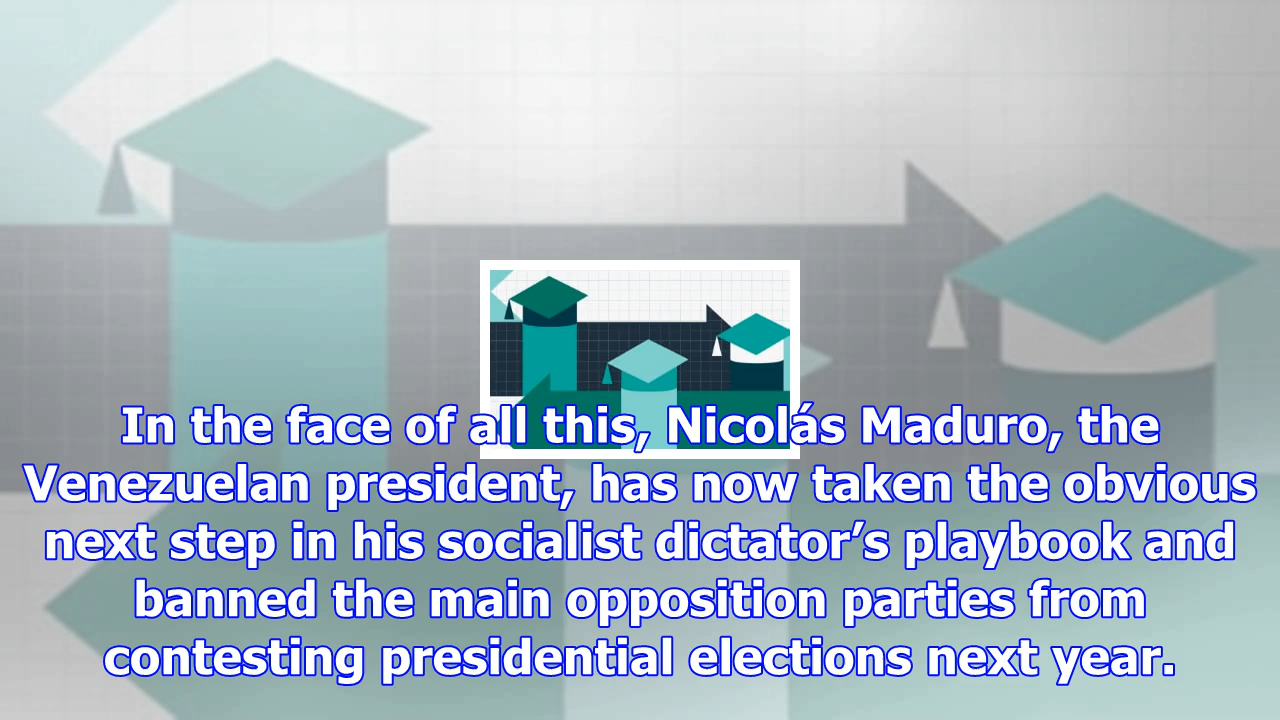 In the face of all this, Nicolás Maduro, the
Venezuelan president, has now taken the obvious
next step in his socialist dictator’s playbook and
banned the main opposition parties from
contesting presidential elections next year.